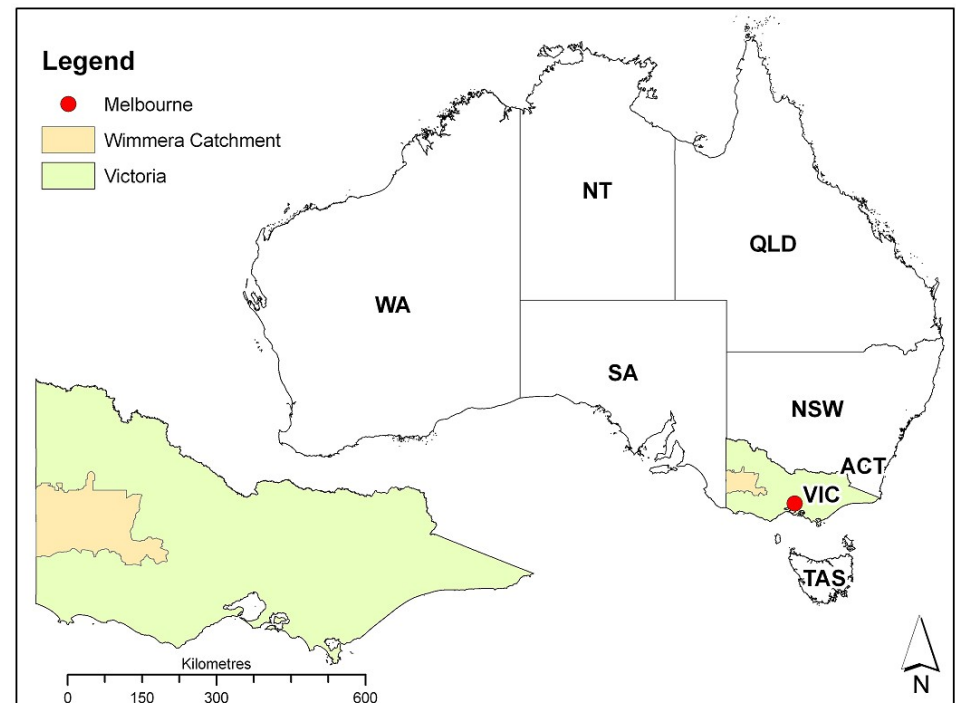 Legend
Melbourne
Wimmera Catchment
Victoria
NT
QLD
WA
SA
NSW
ACT
VIC
TAS
Kilometres
0 150 300 600
N